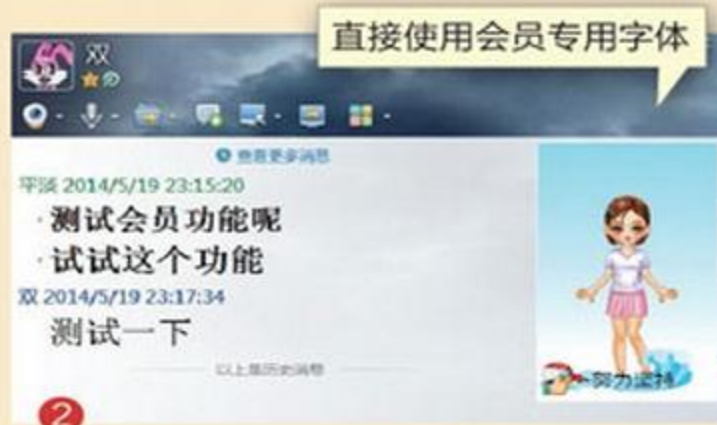 直接使用会员专用字体
双
查看更多消息
平淡 2014/5/19 23:15:20
测试会员功能呢
试试这个功能
双 2014/5/19 23:17:34
测试一下
以上是历史消息
努力坚持
2